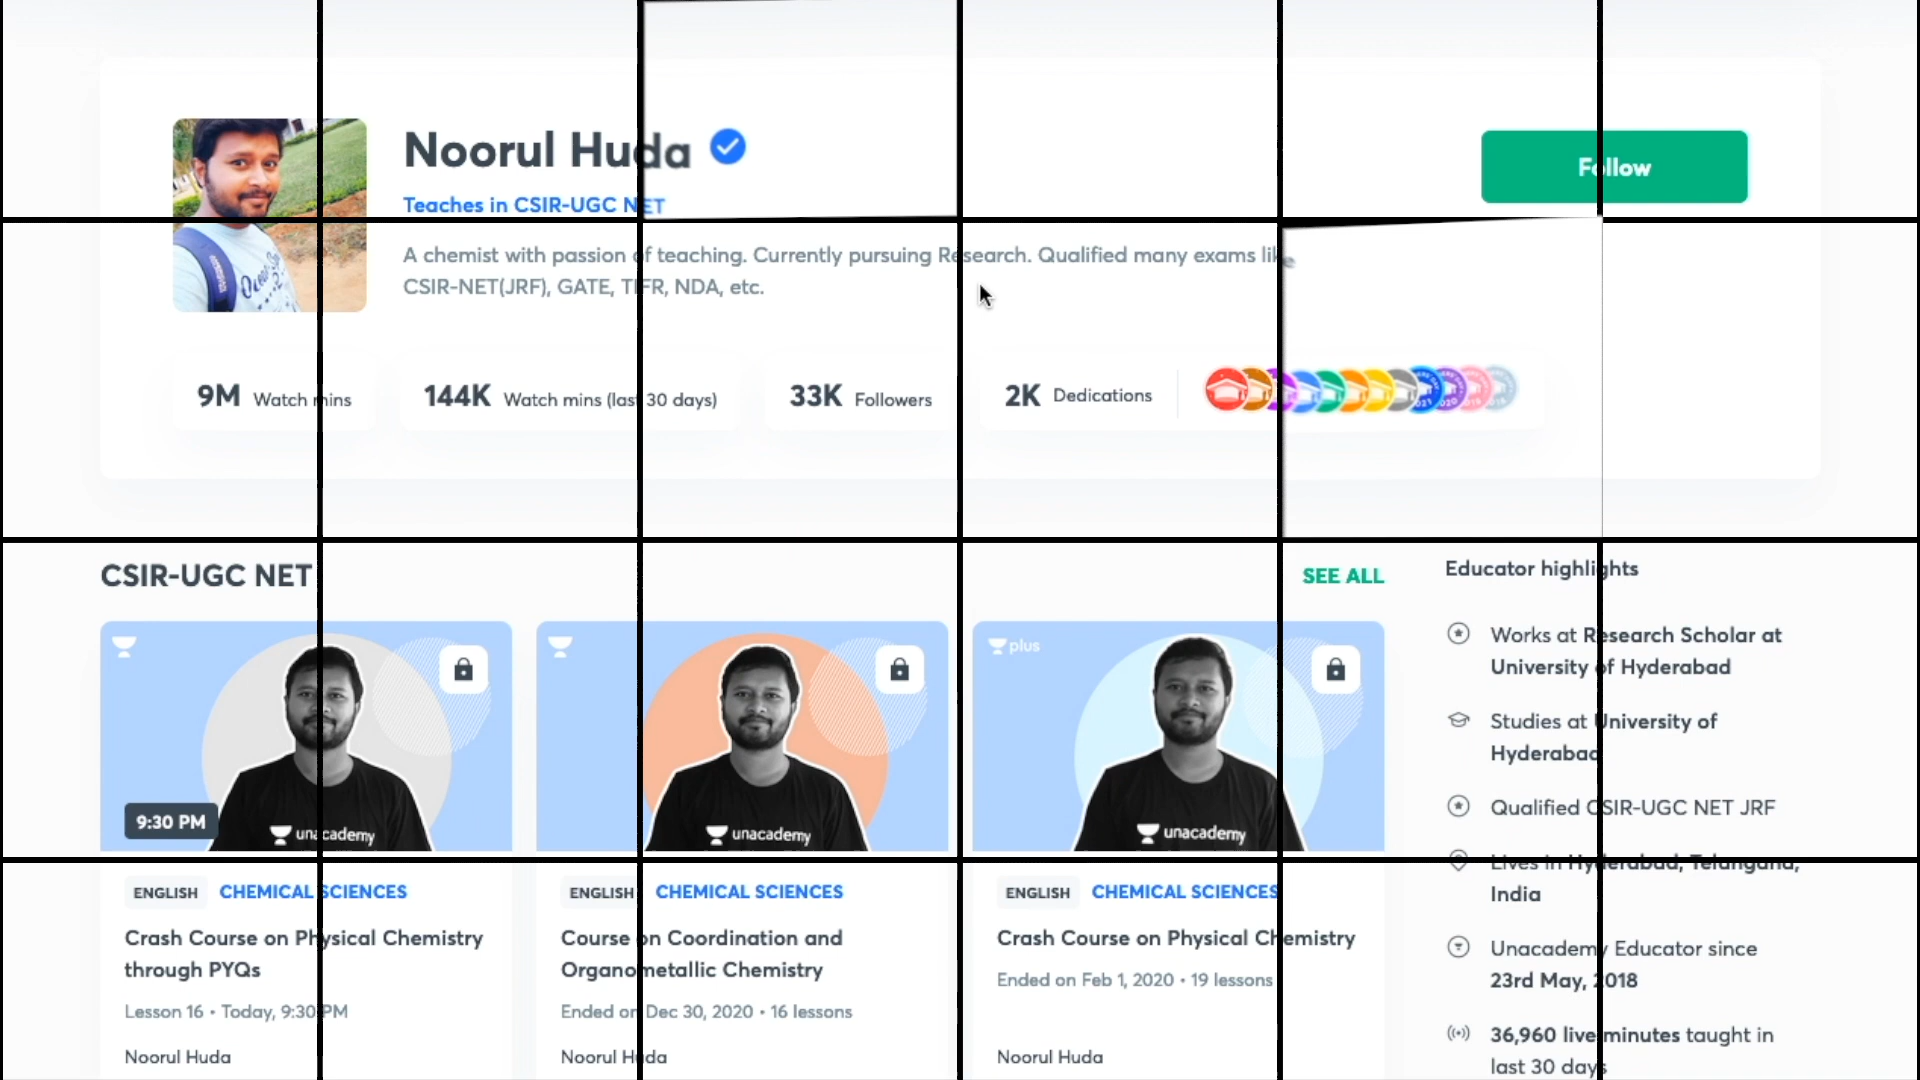 Noorul Huda
Follow
Teaches in CSIR-UGC NET
A chemist with passion of teaching. Currently pursuing Research. Qualified many exams like
CSIR-NET(JRF), GATE, TIFR, NDA, etc.
9M Watch mins
144K Watch mins (last 30 days)
33K Followers
2K Dedications
CSIR-UGC NET
SEE ALL
plus
9:30 PM
unacademy
unacademy
unacademy
ENGLISH CHEMICAL SCIENCES
Crash Course on Physical Chemistry
through PYQs
Lesson 16 • Today, 9:30 PM
Noorul Huda
ENGLISH CHEMICAL SCIENCES
Course on Coordination and
Organometallic Chemistry
Ended on Dec 30, 2020 • 16 lessons
Noorul Huda
ENGLISH CHEMICAL SCIENCES
Crash Course on Physical Chemistry
Ended on Feb 1, 2020 • 19 lessons
Noorul Huda
Educator highlights
Works at Research Scholar at
University of Hyderabad
Studies at University of
Hyderabad
Qualified CSIR-UGC NET JRF
Lives in Hyderabad, Telangana,
India
Unacademy Educator since
23rd May, 2018
36,960 live minutes taught in
last 30 days